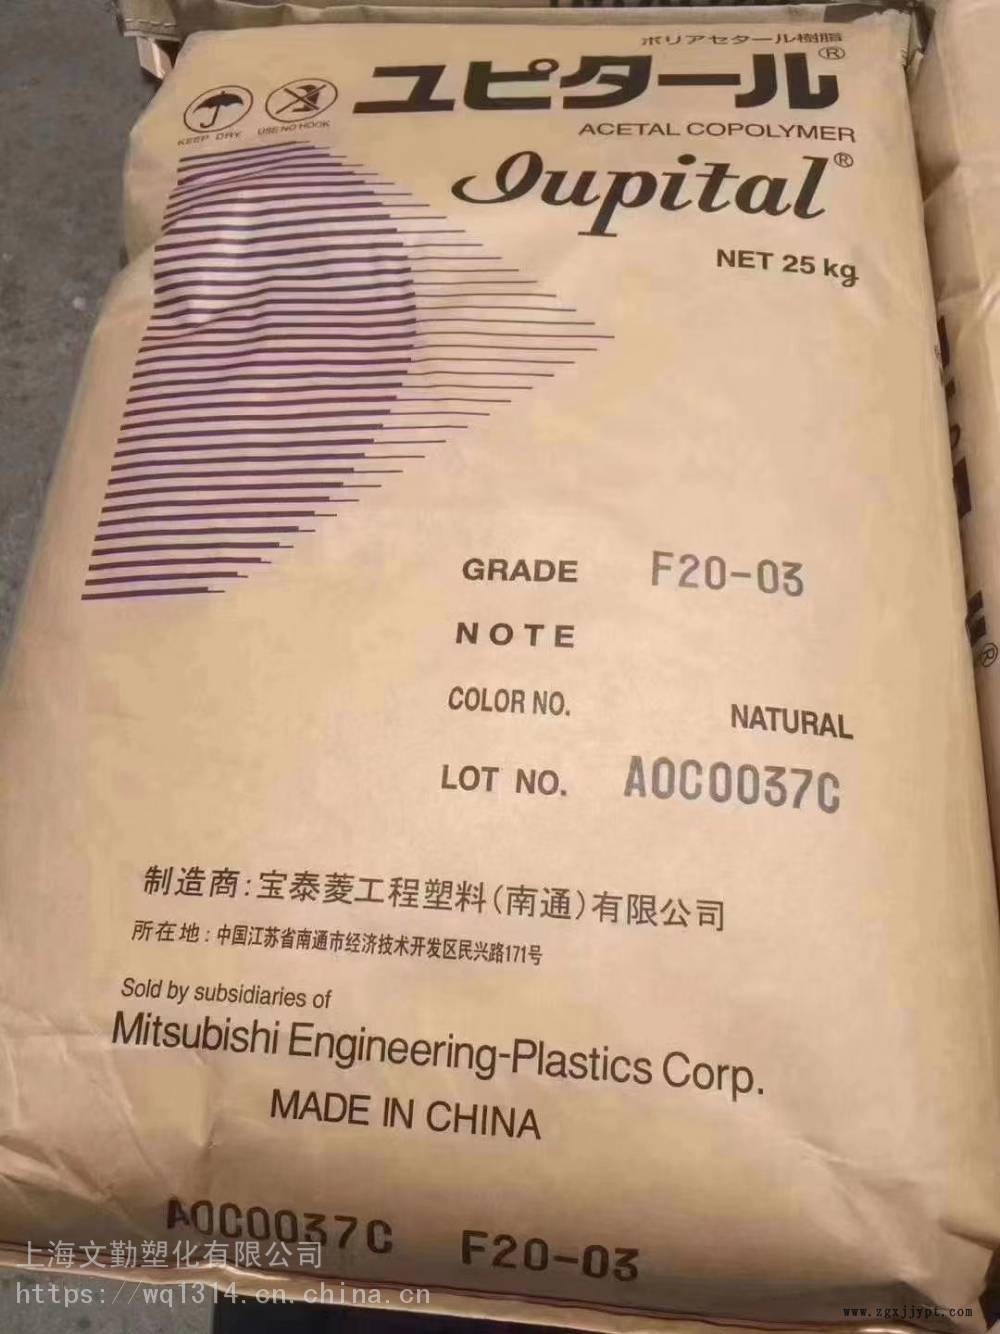 ポリアセタール樹脂
ユピタール®
KEEP DRY USE NO HOOK
ACETAL COPOLYMER
Iupital®
NET 25 kg
GRADE F20-03
NOTE
COLOR NO. NATURAL
LOT NO. A0C0037C
制造商:宝泰菱工程塑料(南通)有限公司
所在地:中国江苏省南通市经济技术开发区民兴路171号
Sold by subsidiaries of
Mitsubishi Engineering-Plastics Corp.
MADE IN CHINA
A0C0037C F20-03
上海文勤塑化有限公司
https://wq1314.cn.china.cn
www.zgxjjypt.com